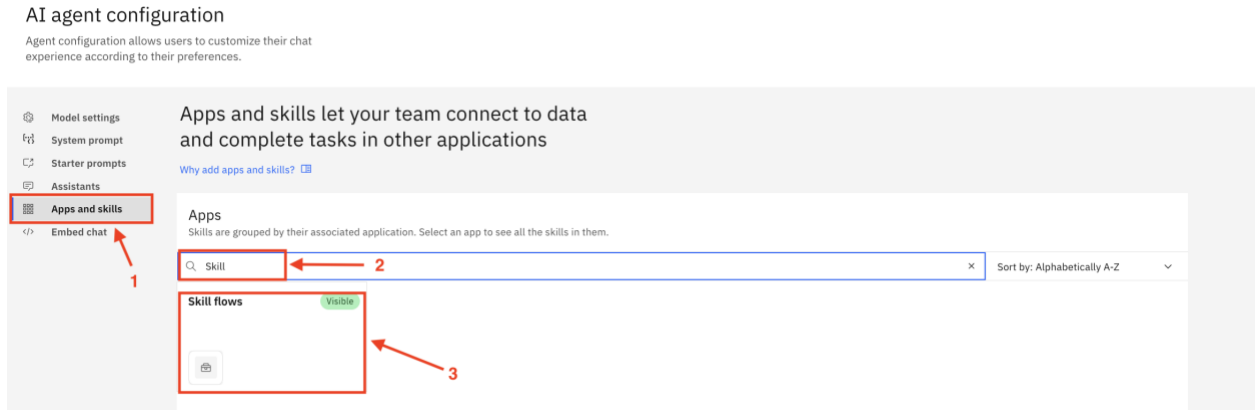 AI agent configuration
Agent configuration allows users to customize their chat
experience according to their preferences.
Model settings
System prompt
Starter prompts
Assistants
Apps and skills
Embed chat
1
Apps and skills let your team connect to data
and complete tasks in other applications
Why add apps and skills?
Apps
Skills are grouped by their associated application. Select an app to see all the skills in them.
Skill
2
Sort by: Alphabetically A-Z
Skill flows
Visible
3